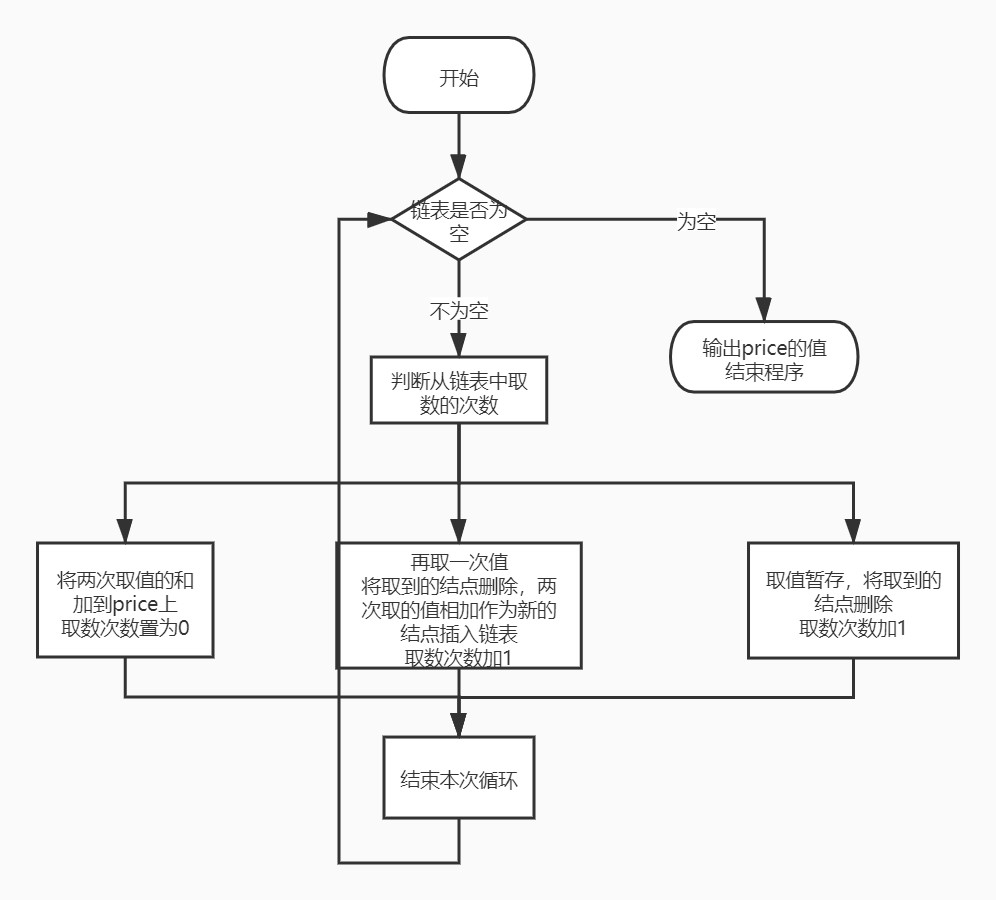 开始
链表是否为
空
为空
不为空
输出price的值
结束程序
判断从链表中取
数的次数
将两次取值的和
加到price上
取数次数置为0
再取一次值
将取到的结点删除，两
次取的值相加作为新的
结点插入链表
取数次数加1
取值暂存，将取到的
结点删除
取数次数加1
结束本次循环